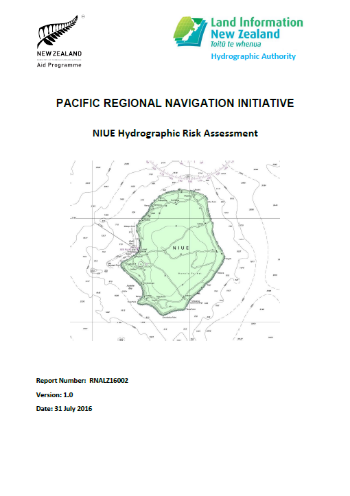 NEW ZEALAND
Aid Programme
Land Information
New Zealand
Toitū te whenua
Hydrographic Authority
PACIFIC REGIONAL NAVIGATION INITIATIVE
NIUE Hydrographic Risk Assessment
NIUE
Report Number: RNALZ16002
Version: 1.0
Date: 31 July 2016